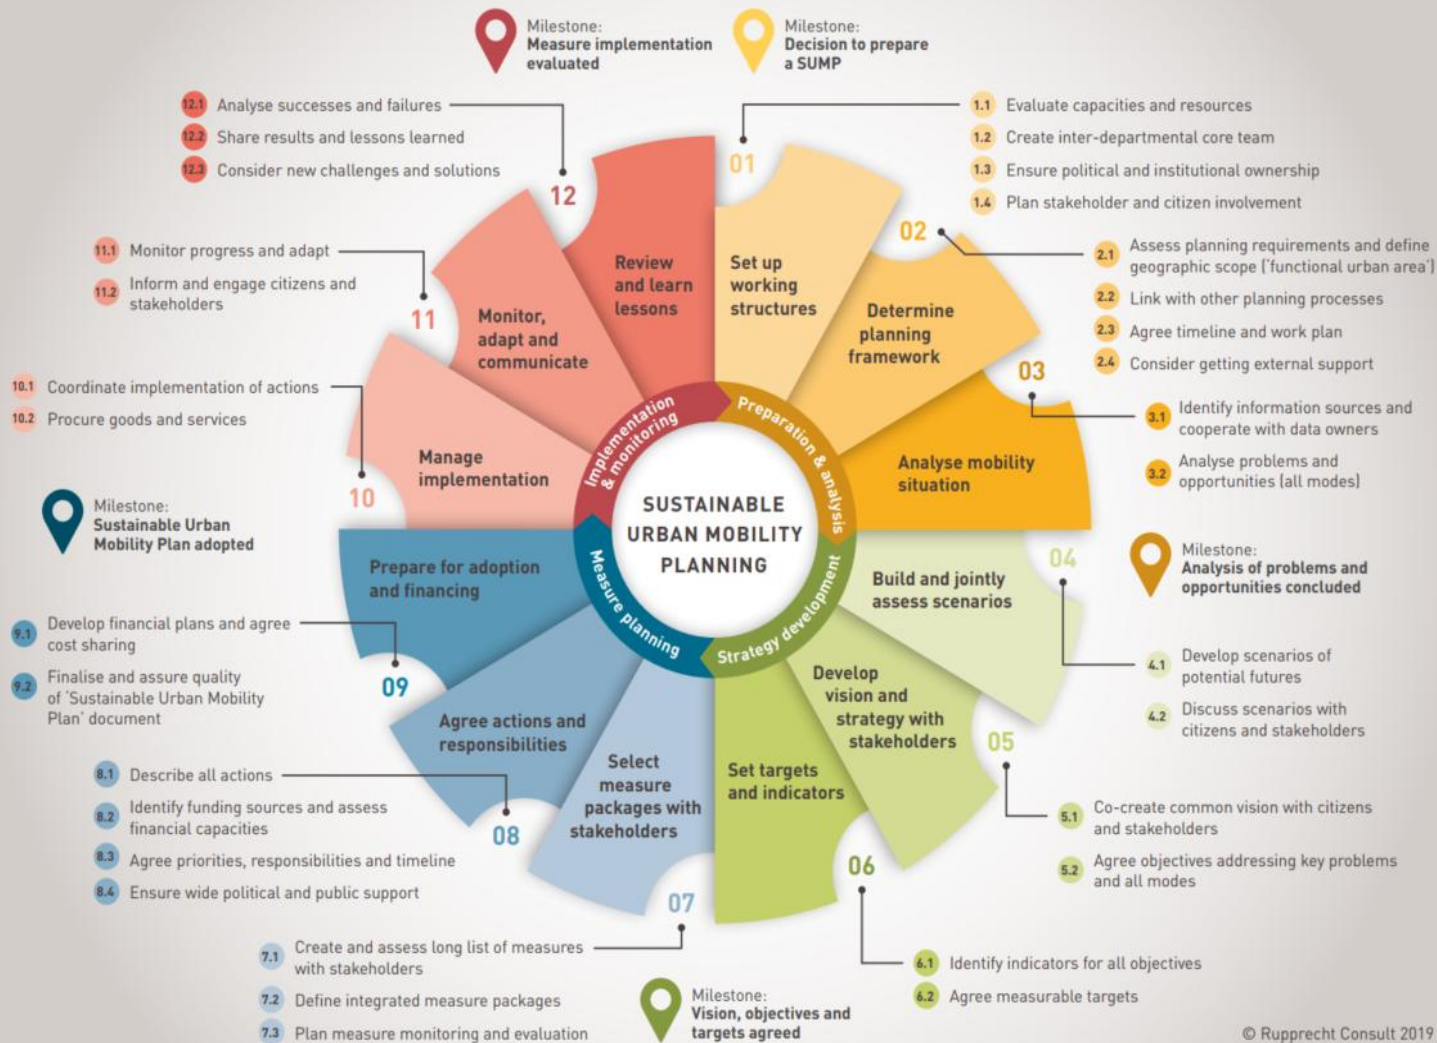 Milestone:
Measure implementation
evaluated
Milestone:
Decision to prepare
a SUMP
12.1 Analyse successes and failures
12.2 Share results and lessons learned
12.3 Consider new challenges and solutions
1.1 Evaluate capacities and resources
1.2 Create inter-departmental core team
1.3 Ensure political and institutional ownership
1.4 Plan stakeholder and citizen involvement
11.1 Monitor progress and adapt
11.2 Inform and engage citizens and
stakeholders
2.1 Assess planning requirements and define
geographic scope ('functional urban area')
2.2 Link with other planning processes
2.3 Agree timeline and work plan
2.4 Consider getting external support
10.1 Coordinate implementation of actions
10.2 Procure goods and services
3.1 Identify information sources and
cooperate with data owners
3.2 Analyse problems and
opportunities (all modes)
Milestone:
Sustainable Urban
Mobility Plan adopted
Milestone:
Analysis of problems and
opportunities concluded
01
Set up
working
structures
02
Determine
planning
framework
03
Analyse mobility
situation
04
Build and jointly
assess scenarios
05
Develop
vision and
strategy with
stakeholders
06
Set targets
and indicators
07
Select
measure
packages with
stakeholders
08
Agree actions and
responsibilities
09
Prepare for adoption
and financing
10
Manage
implementation
11
Monitor,
adapt and
communicate
12
Review
and learn
lessons
Preparation & analysis
Strategy development
Measure planning
Implementation
& monitoring
SUSTAINABLE
URBAN MOBILITY
PLANNING
9.1 Develop financial plans and agree
cost sharing
9.2 Finalise and assure quality
of 'Sustainable Urban Mobility
Plan' document
4.1 Develop scenarios of
potential futures
4.2 Discuss scenarios with
citizens and stakeholders
8.1 Describe all actions
8.2 Identify funding sources and assess
financial capacities
8.3 Agree priorities, responsibilities and timeline
8.4 Ensure wide political and public support
5.1 Co-create common vision with citizens
and stakeholders
5.2 Agree objectives addressing key problems
and all modes
7.1 Create and assess long list of measures
with stakeholders
7.2 Define integrated measure packages
7.3 Plan measure monitoring and evaluation
6.1 Identify indicators for all objectives
6.2 Agree measurable targets
Milestone:
Vision, objectives and
targets agreed
© Rupprecht Consult 2019